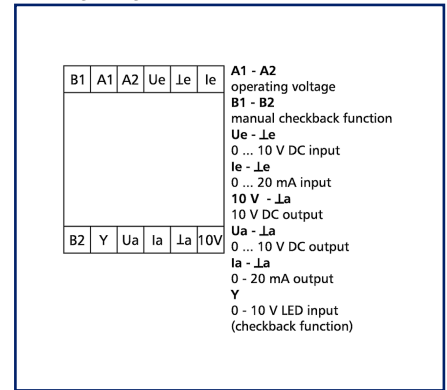 B1 A1 A2 Ue ⊥e Ie
B2 Y Ua Ia ⊥a 10V
A1 - A2
operating voltage
B1 - B2
manual checkback function
Ue - ⊥e
0 ... 10 V DC input
Ie - ⊥e
0 ... 20 mA input
10 V - ⊥a
10 V DC output
Ua - ⊥a
0 ... 10 V DC output
Ia - ⊥a
0 - 20 mA output
Y
0 - 10 V LED input
(checkback function)